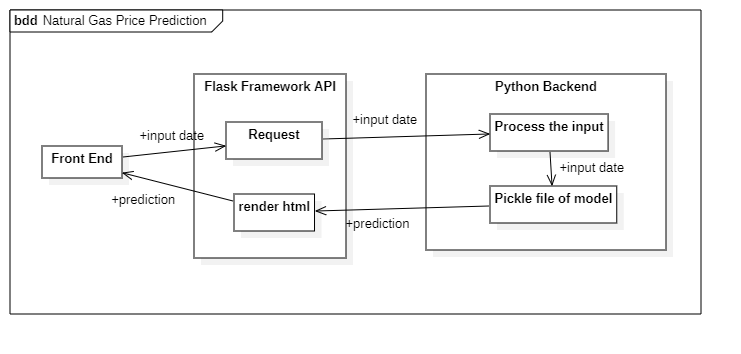 bdd Natural Gas Price Prediction
Flask Framework API
Python Backend
+input date
Request
+input date
Process the input
Front End
+input date
+prediction
render html
Pickle file of model
+prediction